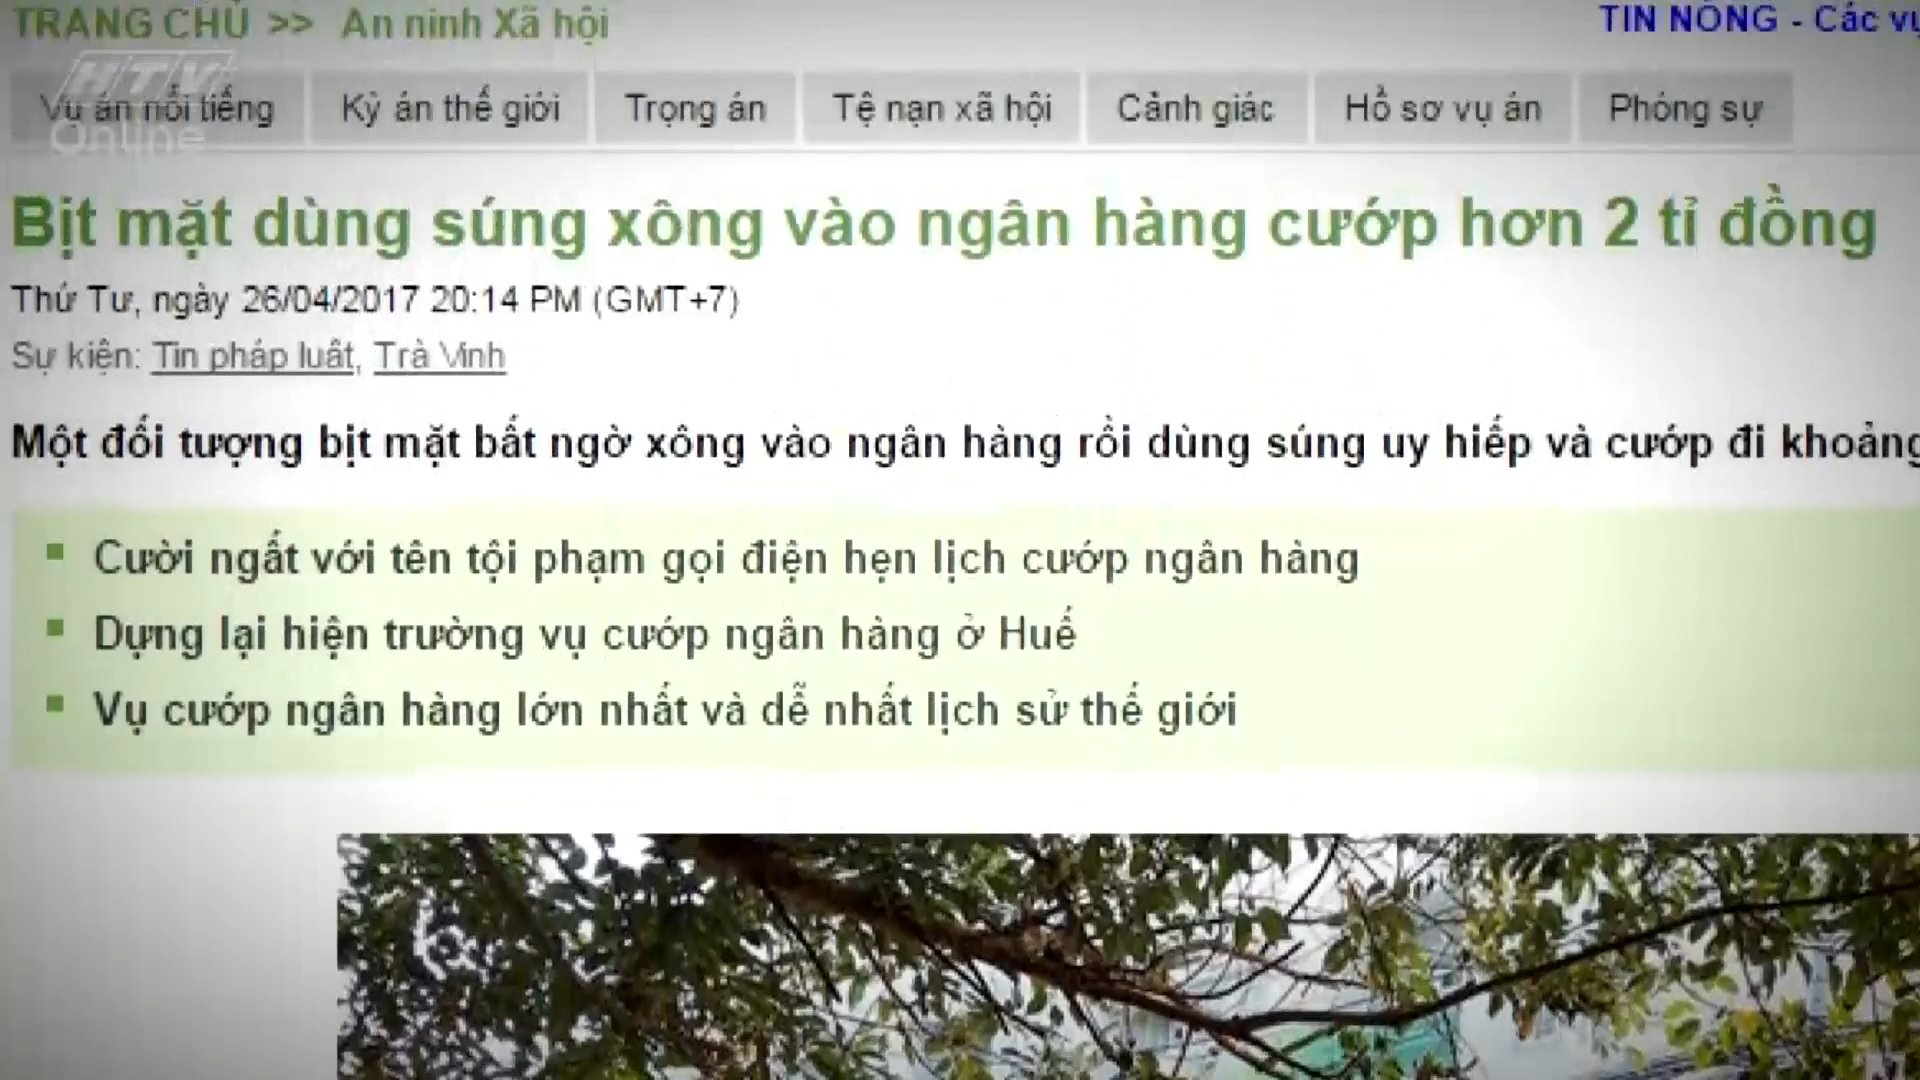 TRANG CHỦ >> An ninh Xã hội
TIN NÓNG - Các vụ
HTV
Online
Vụ án nổi tiếng Kỳ án thế giới Trọng án Tệ nạn xã hội Cảnh giác Hồ sơ vụ án Phóng sự
Bịt mặt dùng súng xông vào ngân hàng cướp hơn 2 tỉ đồng
Thứ Tư, ngày 26/04/2017 20:14 PM (GMT+7)
Sự kiện: Tin pháp luật, Trà Vinh
Một đối tượng bịt mặt bất ngờ xông vào ngân hàng rồi dùng súng uy hiếp và cướp đi khoảng
Cười ngất với tên tội phạm gọi điện hẹn lịch cướp ngân hàng
Dựng lại hiện trường vụ cướp ngân hàng ở Huế
Vụ cướp ngân hàng lớn nhất và dễ nhất lịch sử thế giới